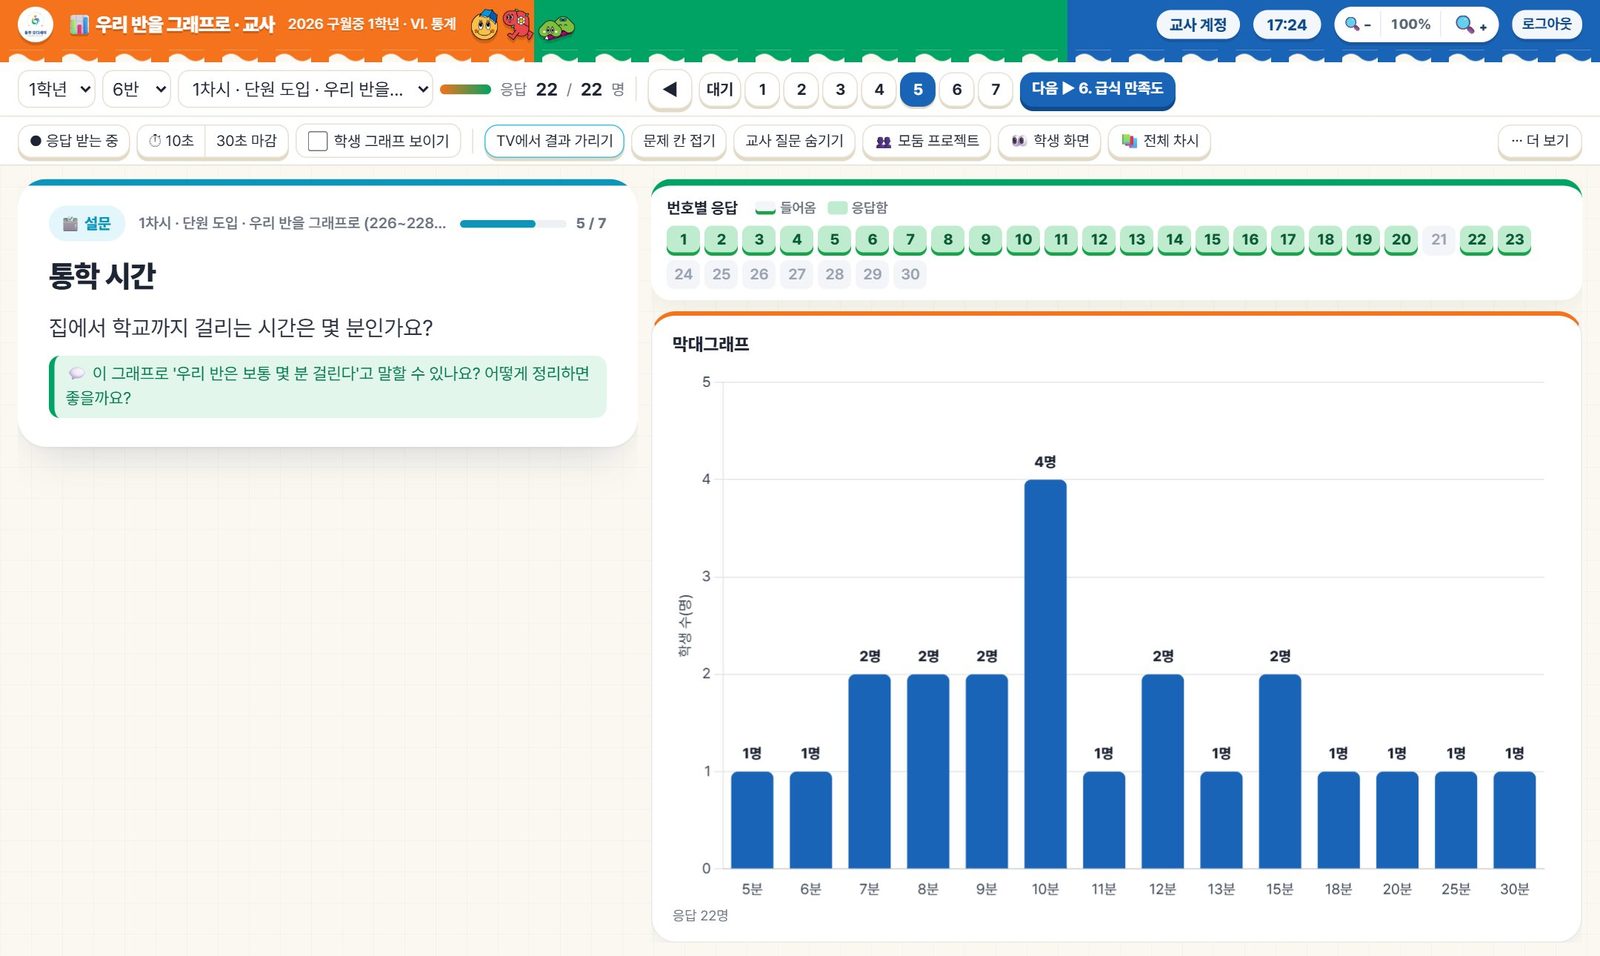 우리 반을 그래프로 · 교사 2026 구월중 1학년 · VI. 통계 교사 계정 17:24 - 100% + 로그아웃
1학년 6반 1차시 · 단원 도입 · 우리 반을... 응답 22 / 22 명 ◀ 대기 1 2 3 4 5 6 7 다음 ▶ 6. 급식 만족도
● 응답 받는 중 10초 30초 마감 학생 그래프 보이기 TV에서 결과 가리기 문제 칸 접기 교사 질문 숨기기 모둠 프로젝트 학생 화면 전체 차시 ··· 더 보기
설문 1차시 · 단원 도입 · 우리 반을 그래프로 (226~228... 5 / 7
통학 시간
집에서 학교까지 걸리는 시간은 몇 분인가요?
이 그래프로 '우리 반은 보통 몇 분 걸린다'고 말할 수 있나요? 어떻게 정리하면
좋을까요?
번호별 응답 들어옴 응답함
1 2 3 4 5 6 7 8 9 10 11 12 13 14 15 16 17 18 19 20 21 22 23
24 25 26 27 28 29 30
막대그래프
5
4
3
2
1
0
학생 수(명)
1명 1명 2명 2명 2명 4명 1명 2명 1명 2명 1명 1명 1명 1명
5분 6분 7분 8분 9분 10분 11분 12분 13분 15분 18분 20분 25분 30분
응답 22명